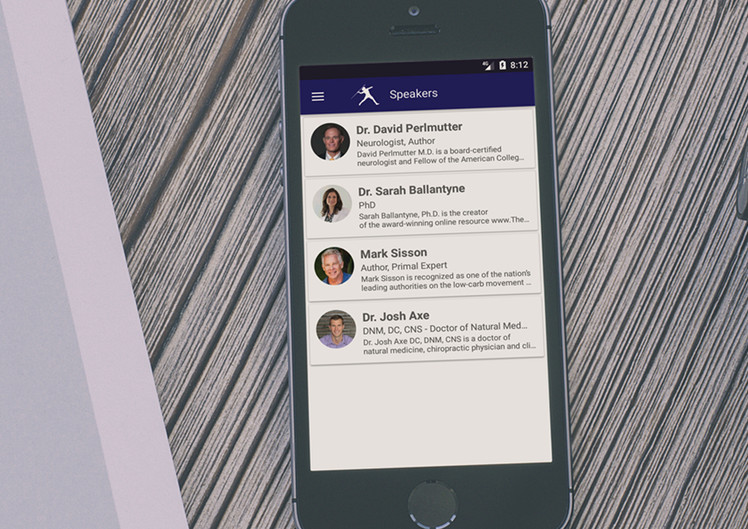 4G 8:12
Speakers
Dr. David Perlmutter
Neurologist, Author
David Perlmutter M.D. is a board-certified
neurologist and Fellow of the American Colleg...
Dr. Sarah Ballantyne
PhD
Sarah Ballantyne, Ph.D. is the creator
of the award-winning online resource www.The...
Mark Sisson
Author, Primal Expert
Mark Sisson is recognized as one of the nation's
leading authorities on the low-carb movement ...
Dr. Josh Axe
DNM, DC, CNS - Doctor of Natural Med...
Dr. Josh Axe DC, DNM, CNS is a doctor of
natural medicine, chiropractic physician and cli...